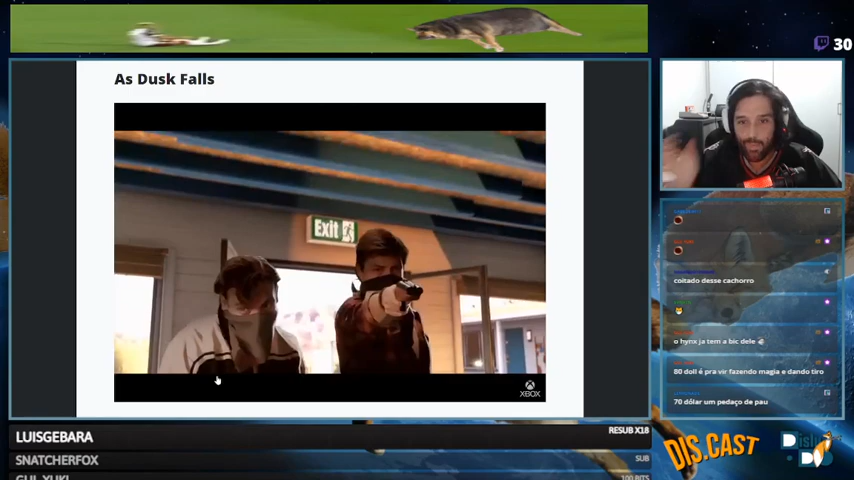 30
As Dusk Falls
Exit
XBOX
coitado desse cachorro
o hynx ja tem a bic dele
80 doll é pra vir fazendo magia e dando tiro
70 dólar um pedaço de pau
LUISGEBARA
RESUB X18
SNATCHERFOX
SUB
100 BITS
DIS.CAST